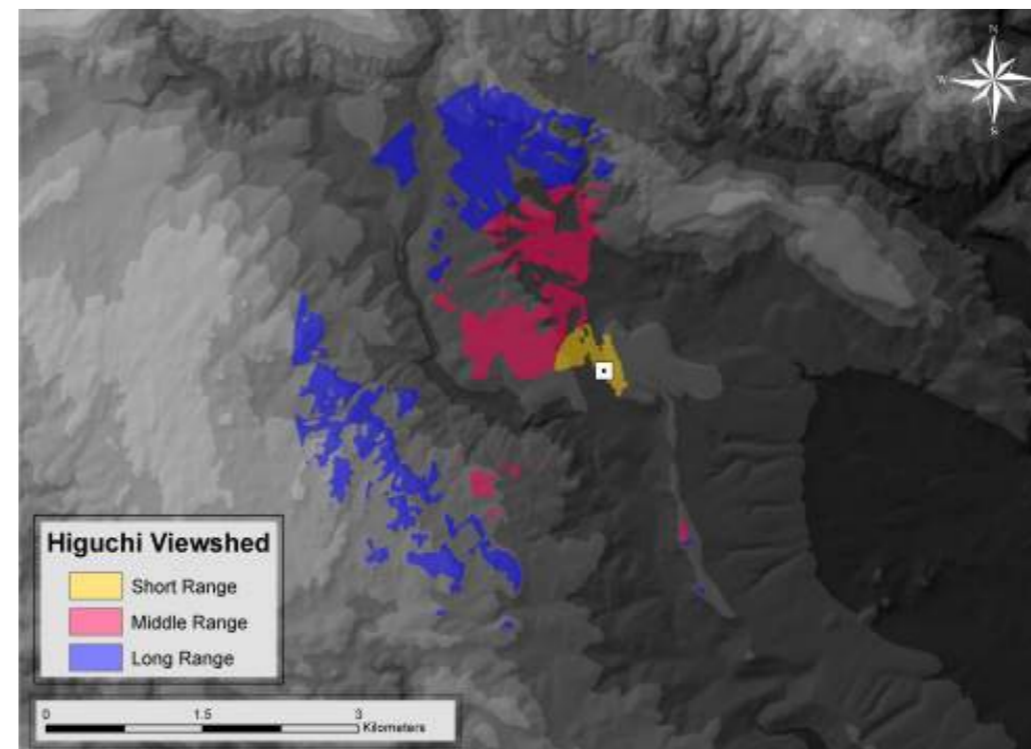 N
W
S
Higuchi Viewshed
Short Range
Middle Range
Long Range
0 1.5 3
Kilometers